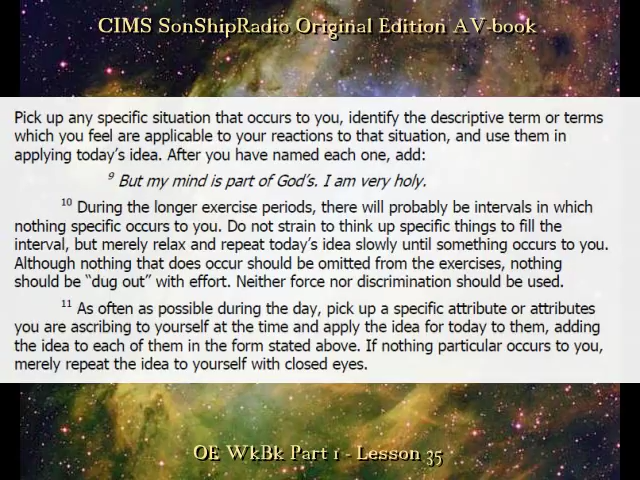 CIMS SonShipRadio Original Edition AV-book
Pick up any specific situation that occurs to you, identify the descriptive term or terms
which you feel are applicable to your reactions to that situation, and use them in
applying today's idea. After you have named each one, add:
9 But my mind is part of God's. I am very holy.
10 During the longer exercise periods, there will probably be intervals in which
nothing specific occurs to you. Do not strain to think up specific things to fill the
interval, but merely relax and repeat today's idea slowly until something occurs to you.
Although nothing that does occur should be omitted from the exercises, nothing
should be “dug out” with effort. Neither force nor discrimination should be used.
11 As often as possible during the day, pick up a specific attribute or attributes
you are ascribing to yourself at the time and apply the idea for today to them, adding
the idea to each of them in the form stated above. If nothing particular occurs to you,
merely repeat the idea to yourself with closed eyes.
OE WkBk Part 1 - Lesson 35